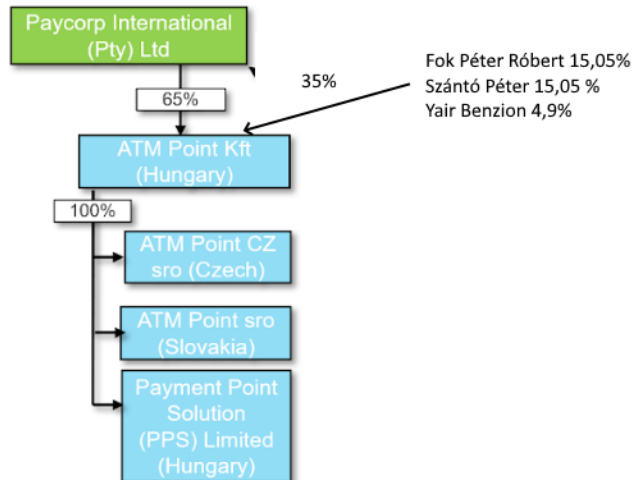 Paycorp International
(Pty) Ltd
65%
35%
Fok Péter Róbert 15,05%
Szántó Péter 15,05 %
Yair Benzion 4,9%
ATM Point Kft
(Hungary)
100%
ATM Point CZ
sro (Czech)
ATM Point sro
(Slovakia)
Payment Point
Solution
(PPS) Limited
(Hungary)